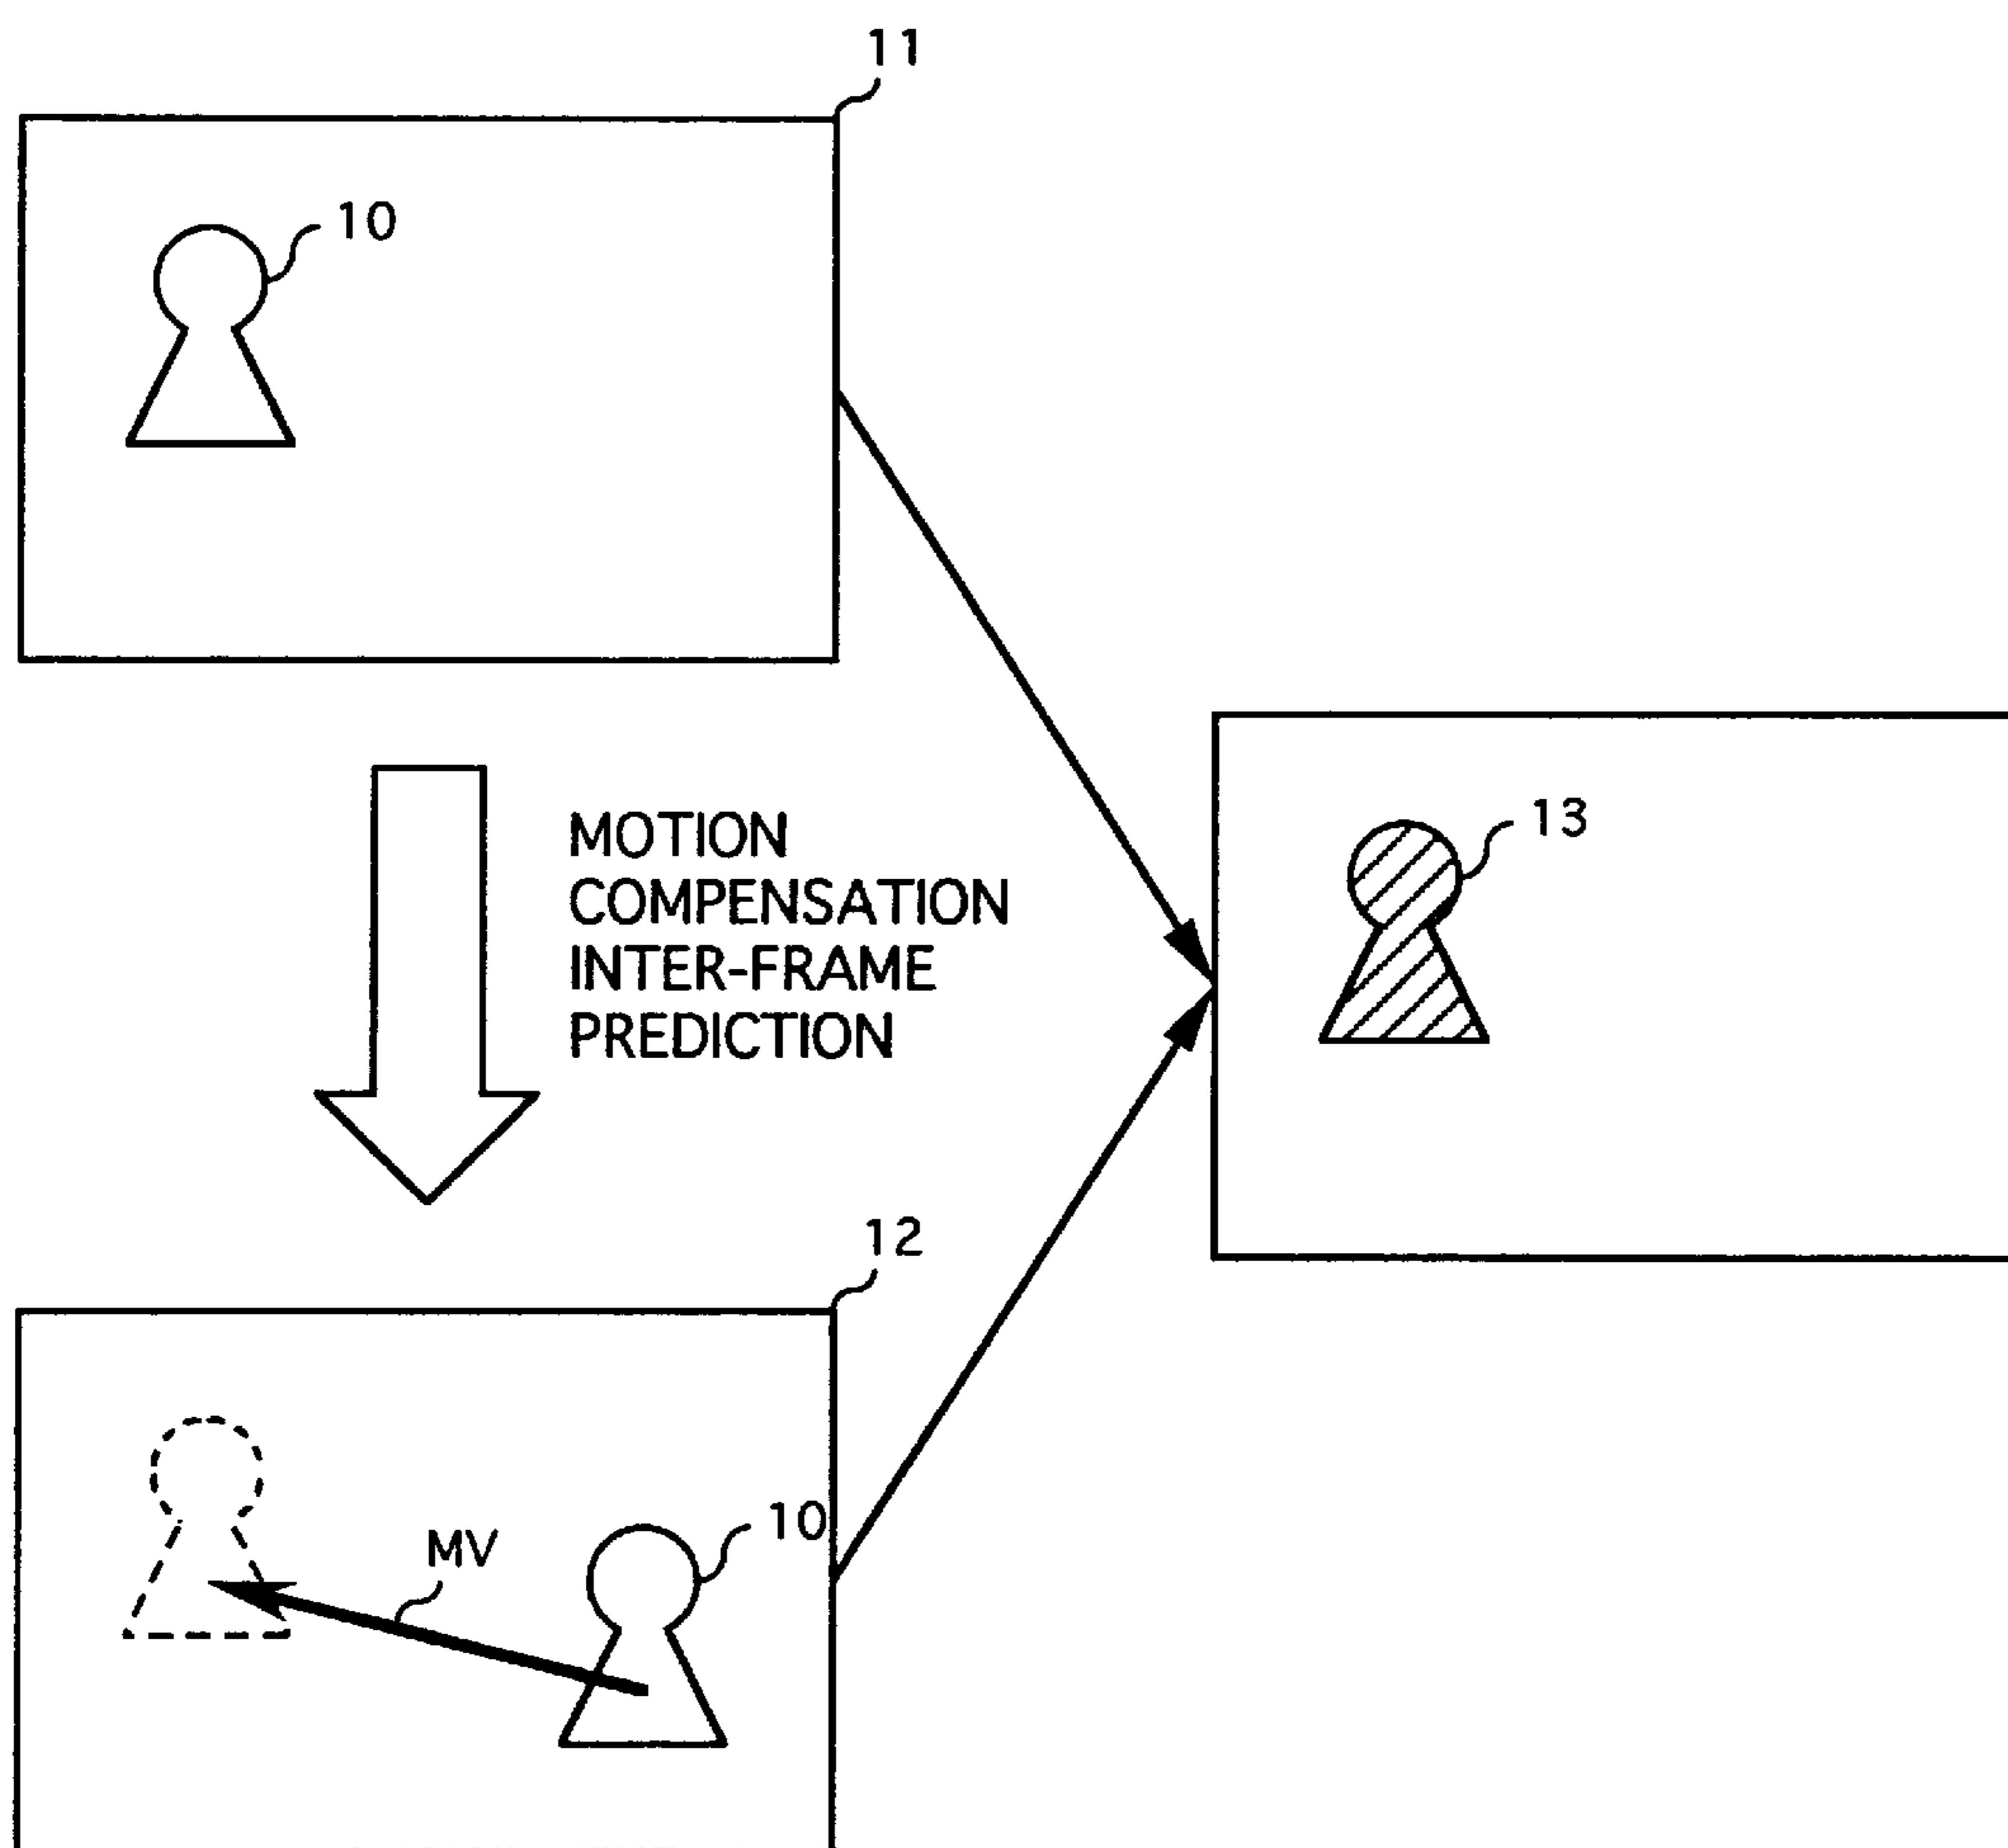 11
10
13
MOTION
COMPENSATION
INTER-FRAME
PREDICTION
12
10
MV